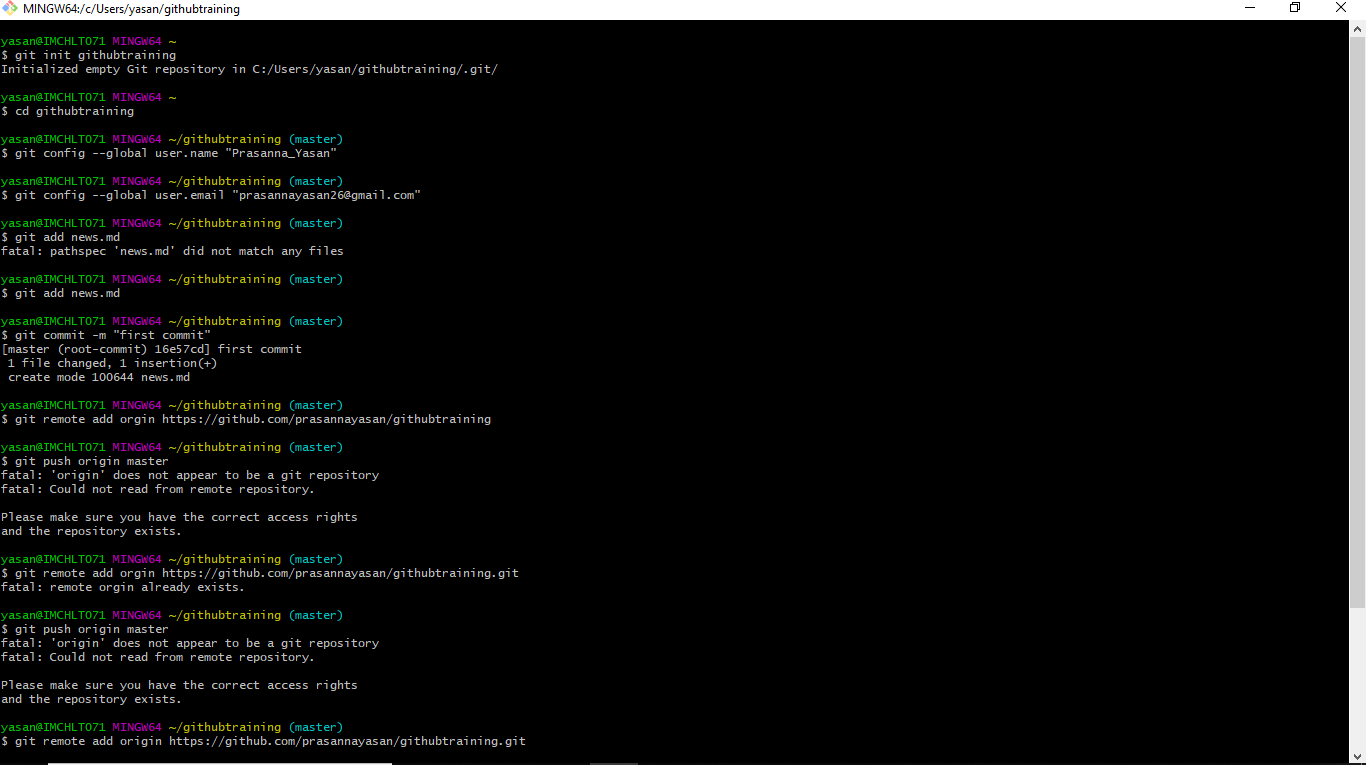 MINGW64:/c/Users/yasan/githubtraining
yasan@IMCHLT071 MINGW64 ~
$ git init githubtraining
Initialized empty Git repository in C:/Users/yasan/githubtraining/.git/
yasan@IMCHLT071 MINGW64 ~
$ cd githubtraining
yasan@IMCHLT071 MINGW64 ~/githubtraining (master)
$ git config --global user.name "Prasanna_Yasan"
yasan@IMCHLT071 MINGW64 ~/githubtraining (master)
$ git config --global user.email "prasannayasan26@gmail.com"
yasan@IMCHLT071 MINGW64 ~/githubtraining (master)
$ git add news.md
fatal: pathspec 'news.md' did not match any files
yasan@IMCHLT071 MINGW64 ~/githubtraining (master)
$ git add news.md
yasan@IMCHLT071 MINGW64 ~/githubtraining (master)
$ git commit -m "first commit"
[master (root-commit) 16e57cd] first commit
 1 file changed, 1 insertion(+)
 create mode 100644 news.md
yasan@IMCHLT071 MINGW64 ~/githubtraining (master)
$ git remote add orgin https://github.com/prasannayasan/githubtraining
yasan@IMCHLT071 MINGW64 ~/githubtraining (master)
$ git push origin master
fatal: 'origin' does not appear to be a git repository
fatal: Could not read from remote repository.
Please make sure you have the correct access rights
and the repository exists.
yasan@IMCHLT071 MINGW64 ~/githubtraining (master)
$ git remote add orgin https://github.com/prasannayasan/githubtraining.git
fatal: remote orgin already exists.
yasan@IMCHLT071 MINGW64 ~/githubtraining (master)
$ git push origin master
fatal: 'origin' does not appear to be a git repository
fatal: Could not read from remote repository.
Please make sure you have the correct access rights
and the repository exists.
yasan@IMCHLT071 MINGW64 ~/githubtraining (master)
$ git remote add origin https://github.com/prasannayasan/githubtraining.git